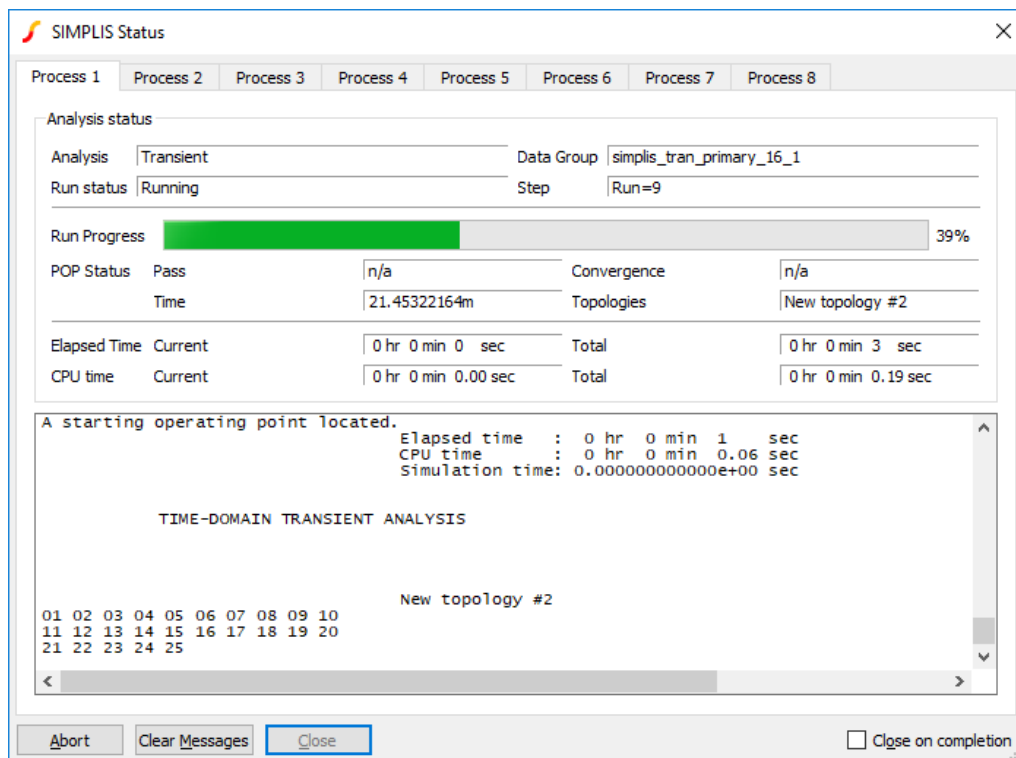 SIMPLIS Status
Process 1 Process 2 Process 3 Process 4 Process 5 Process 6 Process 7 Process 8
Analysis status
Analysis Transient Data Group simplis_tran_primary_16_1
Run status Running Step Run=9
Run Progress 39%
POP Status Pass n/a Convergence n/a
Time 21.45322164m Topologies New topology #2
Elapsed Time Current 0 hr 0 min 0 sec Total 0 hr 0 min 3 sec
CPU time Current 0 hr 0 min 0.00 sec Total 0 hr 0 min 0.19 sec
A starting operating point located.
Elapsed time : 0 hr 0 min 1 sec
CPU time : 0 hr 0 min 0.06 sec
Simulation time: 0.000000000000e+00 sec
TIME-DOMAIN TRANSIENT ANALYSIS
New topology #2
01 02 03 04 05 06 07 08 09 10
11 12 13 14 15 16 17 18 19 20
21 22 23 24 25
Abort Clear Messages Close Close on completion